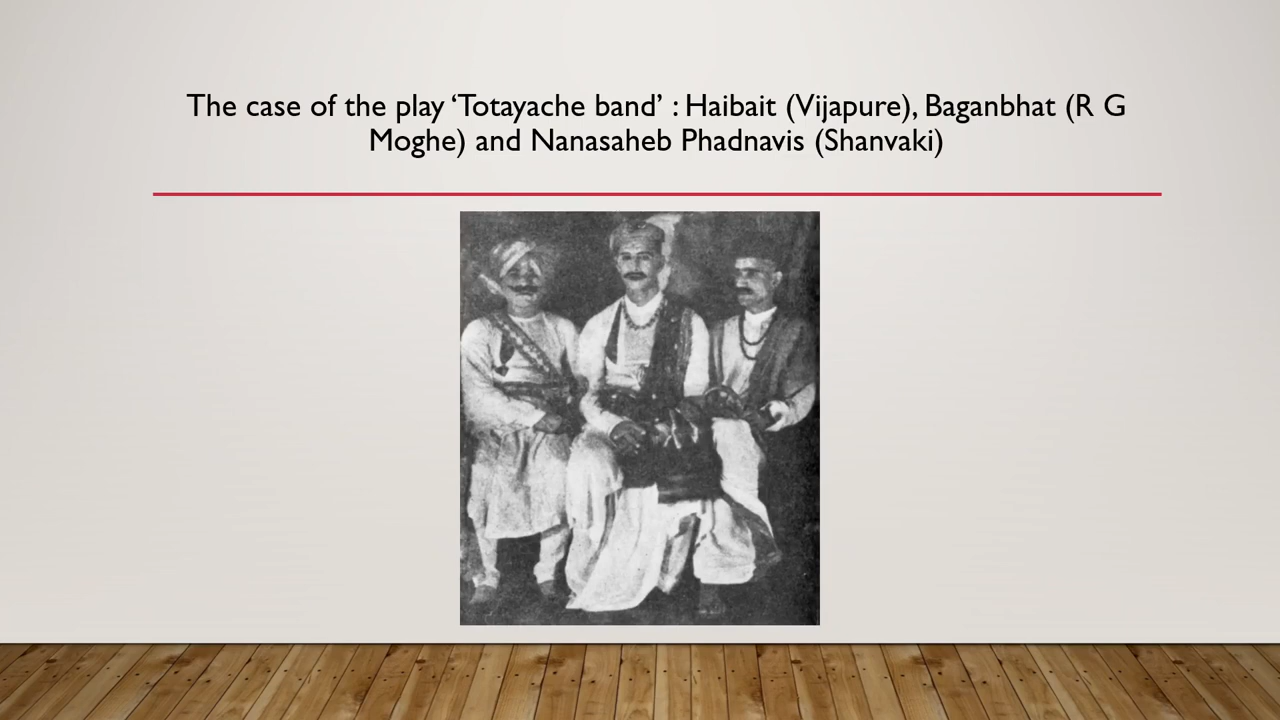 The case of the play ‘Totayache band’ : Haibait (Vijapure), Baganbhat (R G
Moghe) and Nanasaheb Phadnavis (Shanvaki)